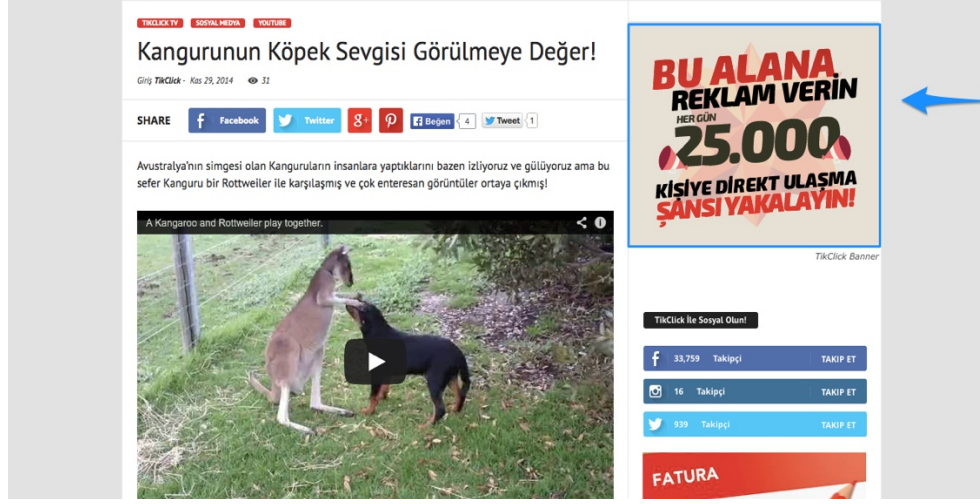 TIKCLICK TV SOSYAL MEDYA YOUTUBE
Kangurunun Köpek Sevgisi Görülmeye Değer!
Giriş TikClick - Kas 29, 2014 31
SHARE Facebook Twitter Beğen 4 Tweet 1
Avustralya'nın simgesi olan Kanguruların insanlara yaptıklarını bazen izliyoruz ve gülüyoruz ama bu
sefer Kanguru bir Rottweiler ile karşılaşmış ve çok enteresan görüntüler ortaya çıkmış!
A Kangaroo and Rottweiler play together.
BU ALANA
REKLAM VERİN
HER GÜN
25.000
KİŞİYE DİREKT ULAŞMA
ŞANSI YAKALAYIN!
TikClick Banner
TikClick İle Sosyal Olun!
33,759 Takipçi TAKIP ET
16 Takipçi TAKIP ET
939 Takipçi TAKIP ET
FATURA